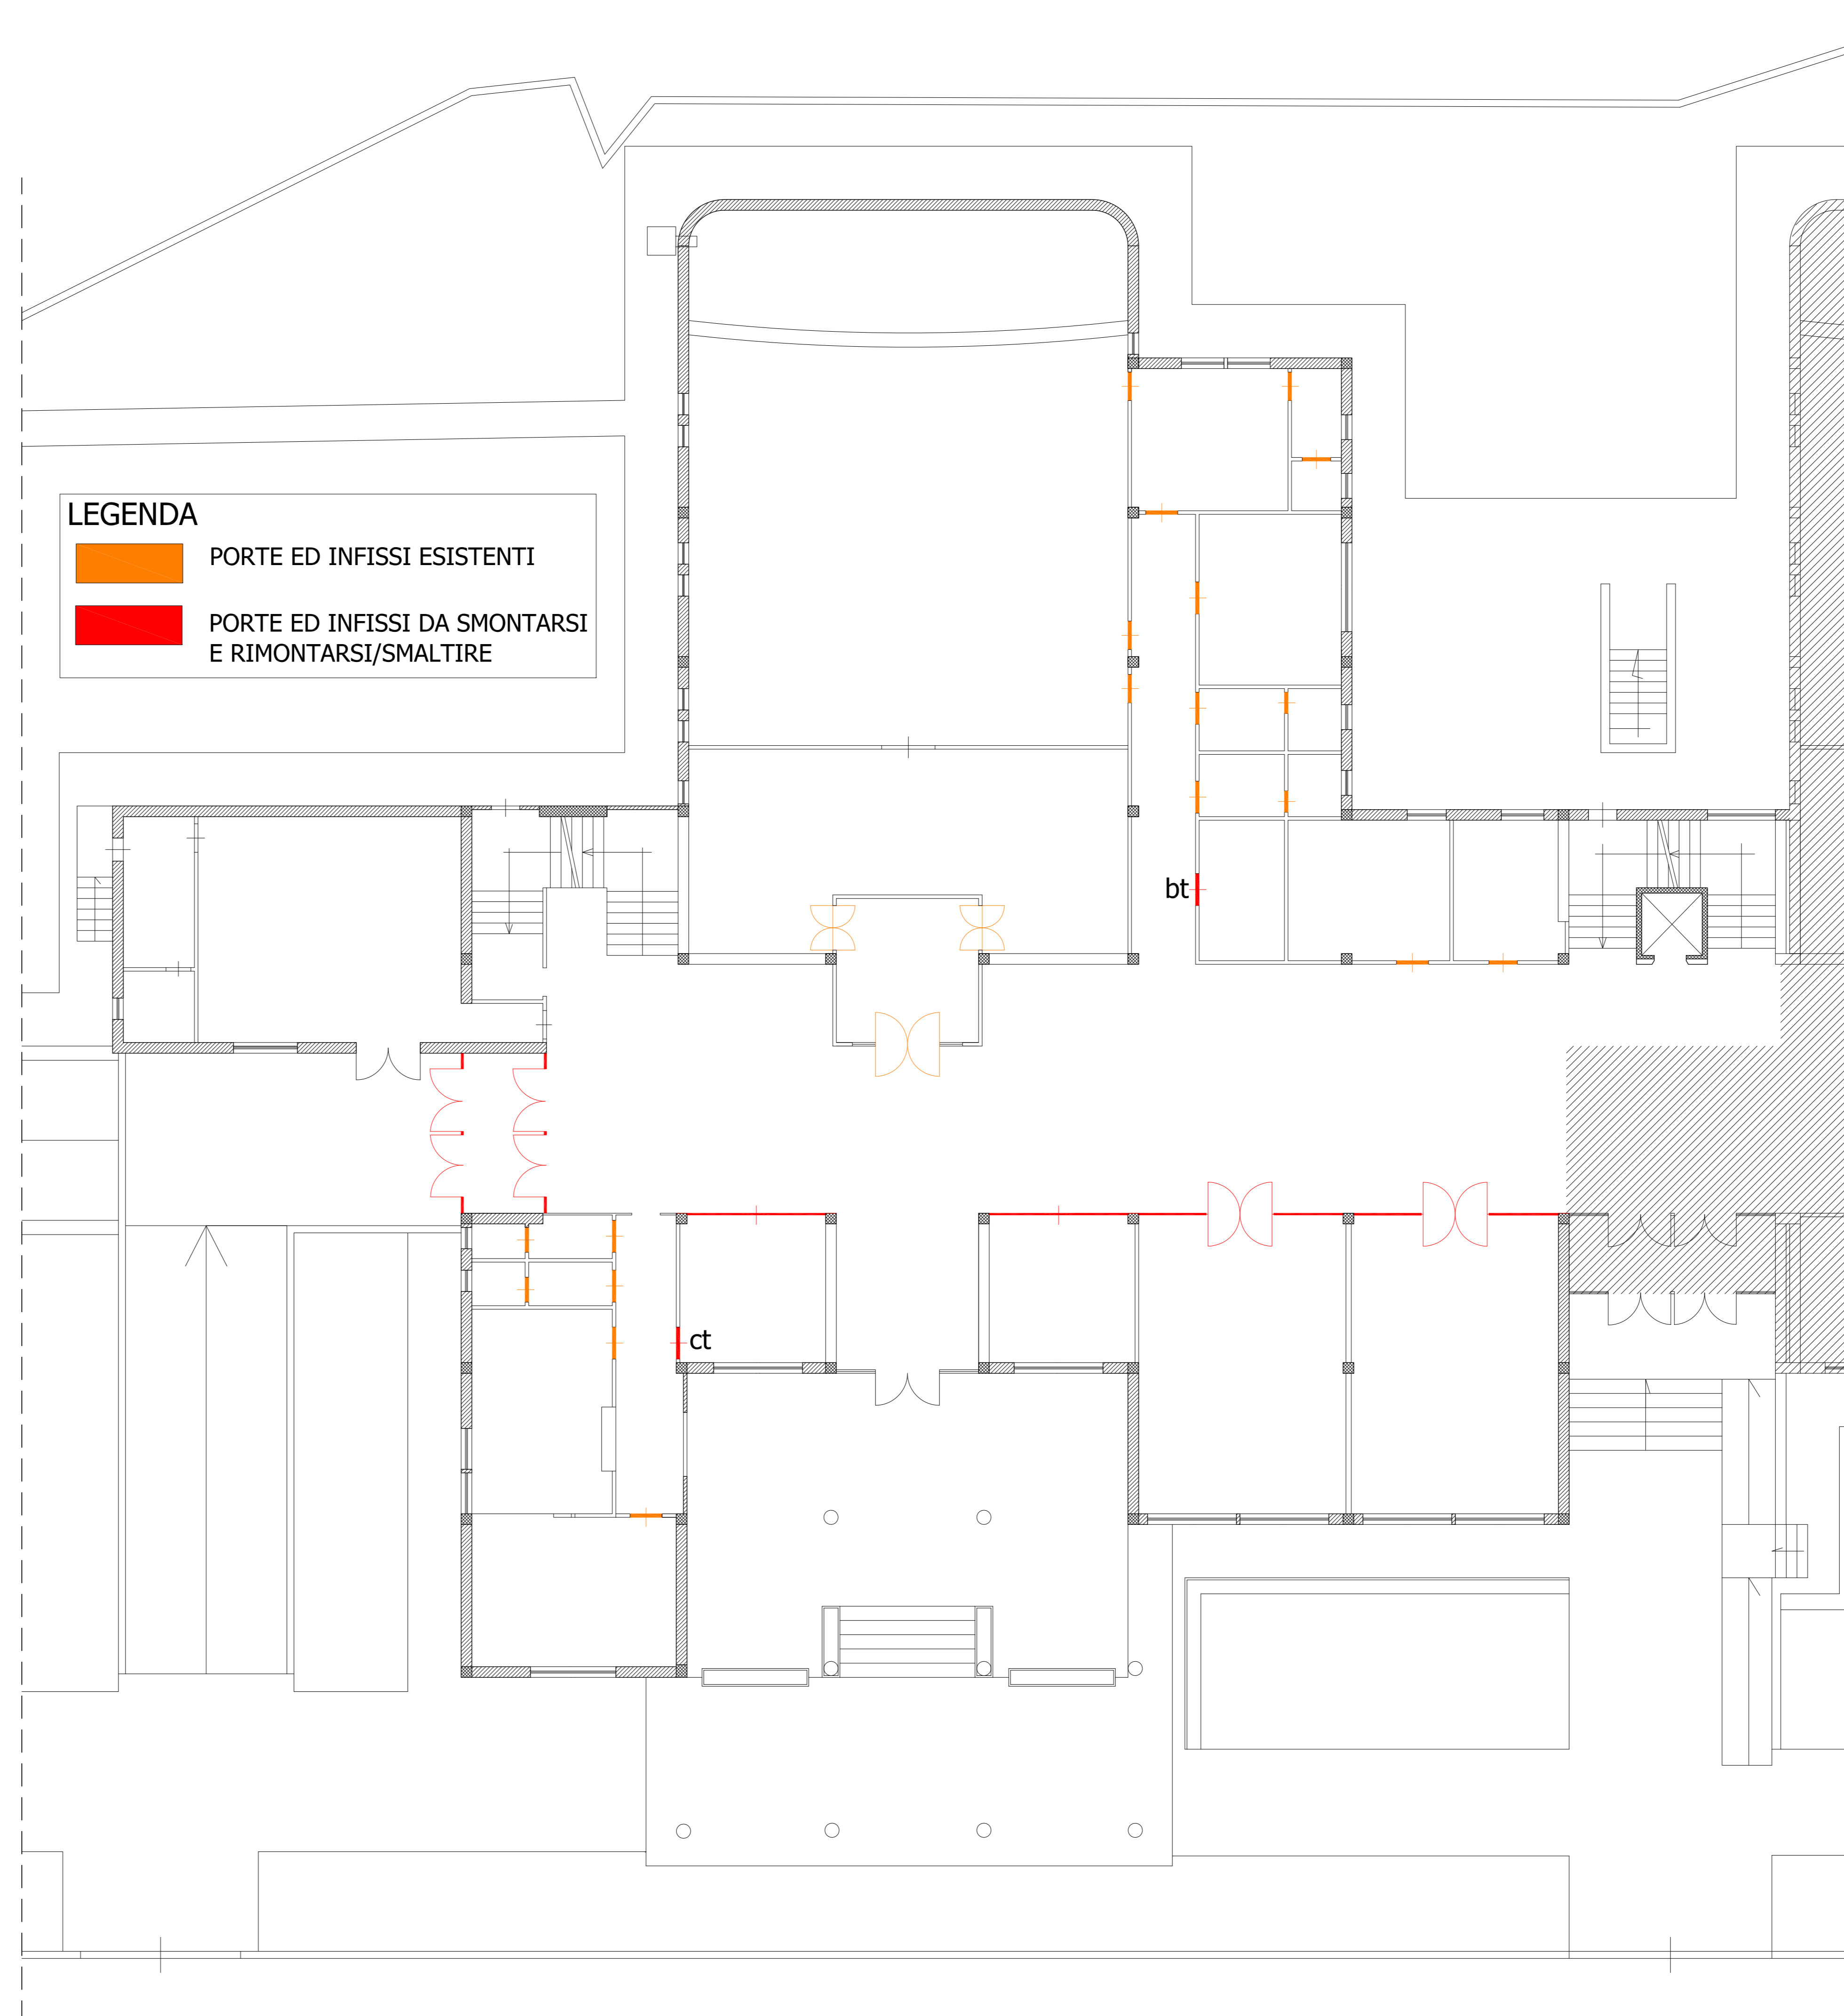 LEGENDA
PORTE ED INFISSI ESISTENTI
PORTE ED INFISSI DA SMONTARSI
E RIMONTARSI/SMALTIRE
bt
ct